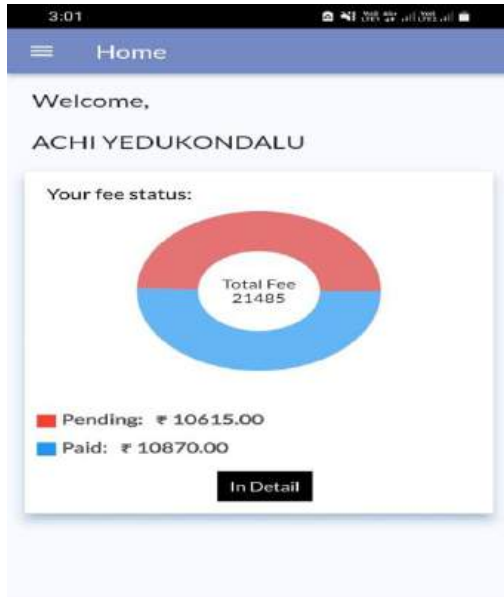 3:01
Home
Welcome,
ACHI YEDUKONDALU
Your fee status:
Total Fee
21485
Pending: ₹ 10615.00
Paid: ₹ 10870.00
In Detail